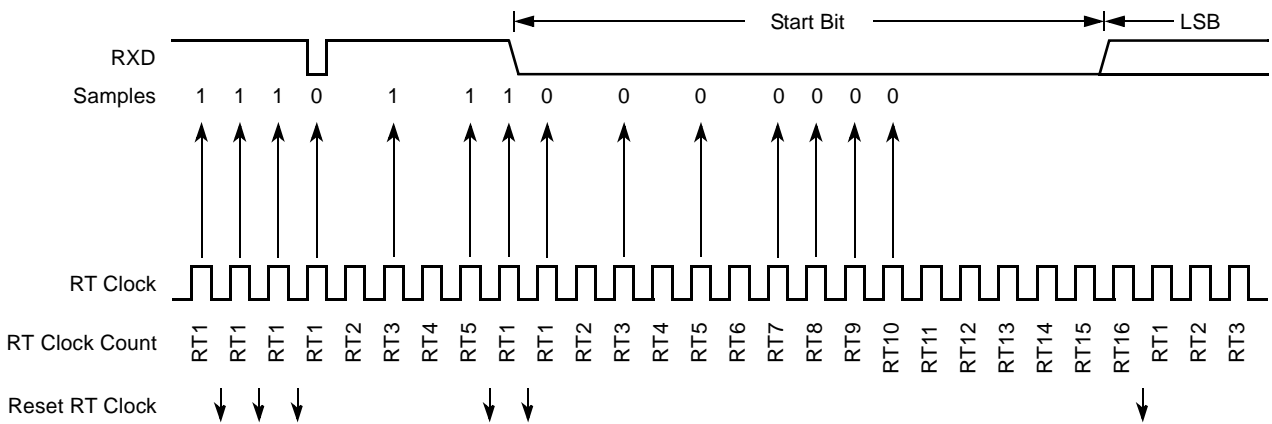 Start Bit LSB
RXD
Samples 1 1 1 0 1 1 1 0 0 0 0 0 0 0
RT Clock
RT Clock Count RT1 RT1 RT1 RT1 RT2 RT3 RT4 RT5 RT1 RT1 RT2 RT3 RT4 RT5 RT6 RT7 RT8 RT9 RT10 RT11 RT12 RT13 RT14 RT15 RT16 RT1 RT2 RT3
Reset RT Clock